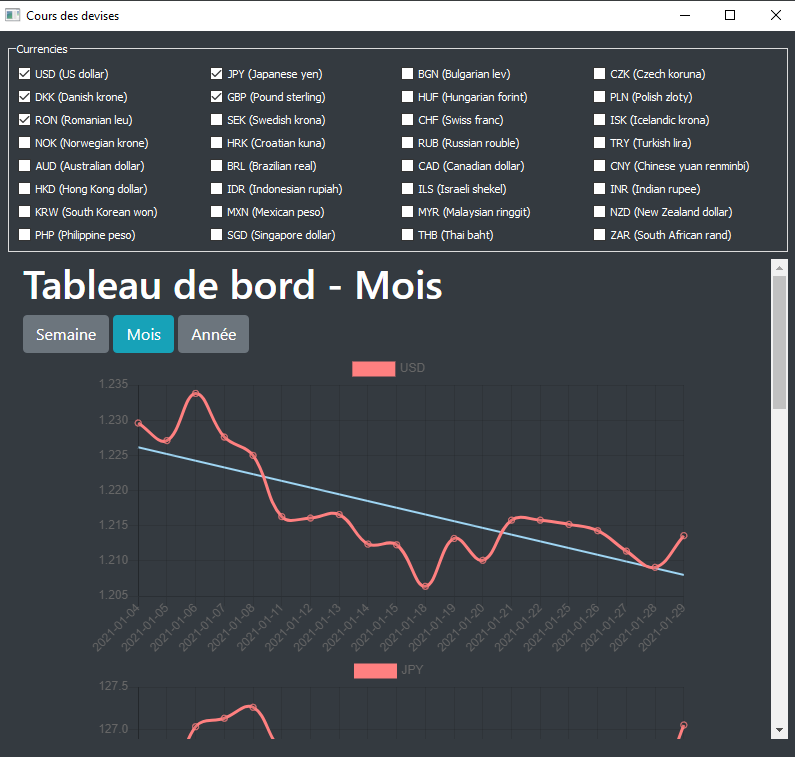 Cours des devises
Currencies
USD (US dollar) JPY (Japanese yen) BGN (Bulgarian lev) CZK (Czech koruna)
DKK (Danish krone) GBP (Pound sterling) HUF (Hungarian forint) PLN (Polish zloty)
RON (Romanian leu) SEK (Swedish krona) CHF (Swiss franc) ISK (Icelandic krona)
NOK (Norwegian krone) HRK (Croatian kuna) RUB (Russian rouble) TRY (Turkish lira)
AUD (Australian dollar) BRL (Brazilian real) CAD (Canadian dollar) CNY (Chinese yuan renminbi)
HKD (Hong Kong dollar) IDR (Indonesian rupiah) ILS (Israeli shekel) INR (Indian rupee)
KRW (South Korean won) MXN (Mexican peso) MYR (Malaysian ringgit) NZD (New Zealand dollar)
PHP (Philippine peso) SGD (Singapore dollar) THB (Thai baht) ZAR (South African rand)
Tableau de bord - Mois
Semaine Mois Année
USD
1.235
1.230
1.225
1.220
1.215
1.210
1.205
2021-01-04 2021-01-05 2021-01-06 2021-01-07 2021-01-08 2021-01-11 2021-01-12 2021-01-13 2021-01-14 2021-01-15 2021-01-18 2021-01-19 2021-01-20 2021-01-21 2021-01-22 2021-01-25 2021-01-26 2021-01-27 2021-01-28 2021-01-29
JPY
127.5
127.0